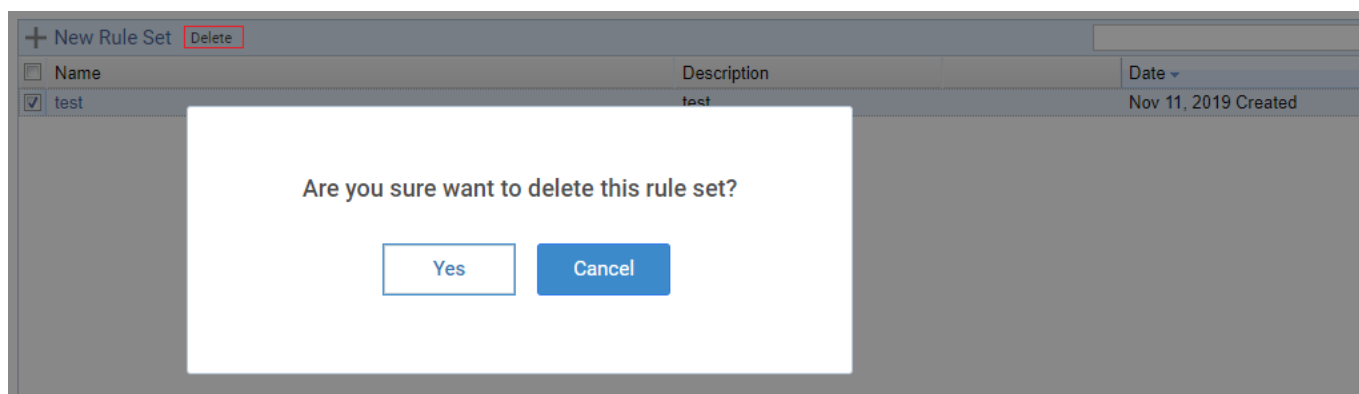 New Rule Set Delete
Name Description Date
test test Nov 11, 2019 Created
Are you sure want to delete this rule set?
Yes Cancel